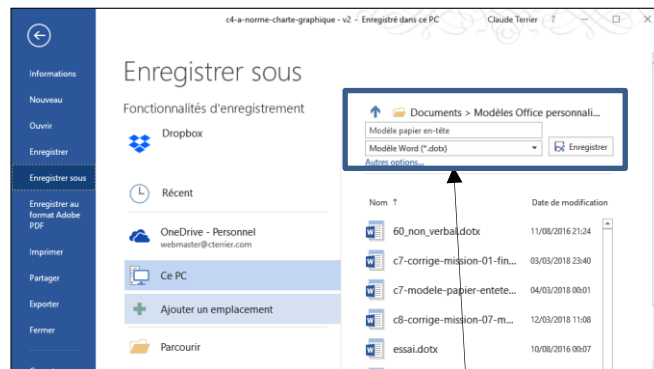 c4-a-norme-charte-graphique - v2 - Enregistré dans ce PC
Claude Terrier
?
Informations
Nouveau
Ouvrir
Enregistrer
Enregistrer sous
Enregistrer au
format Adobe
PDF
Imprimer
Partager
Exporter
Fermer
Enregistrer sous
Fonctionnalités d'enregistrement
Dropbox
Récent
OneDrive - Personnel
webmaster@cterrier.com
Ce PC
Ajouter un emplacement
Parcourir
Documents > Modèles Office personnali...
Modèle papier en-tête
Modèle Word (*.dotx)
Enregistrer
Autres options...
Nom ↑ Date de modification
60_non_verbal.dotx 11/08/2016 21:24
c7-corrige-mission-01-fin... 03/03/2018 23:40
c7-modele-papier-entete... 04/03/2018 00:01
c8-corrige-mission-07-m... 12/03/2018 11:08
essai.dotx 10/08/2016 00:07